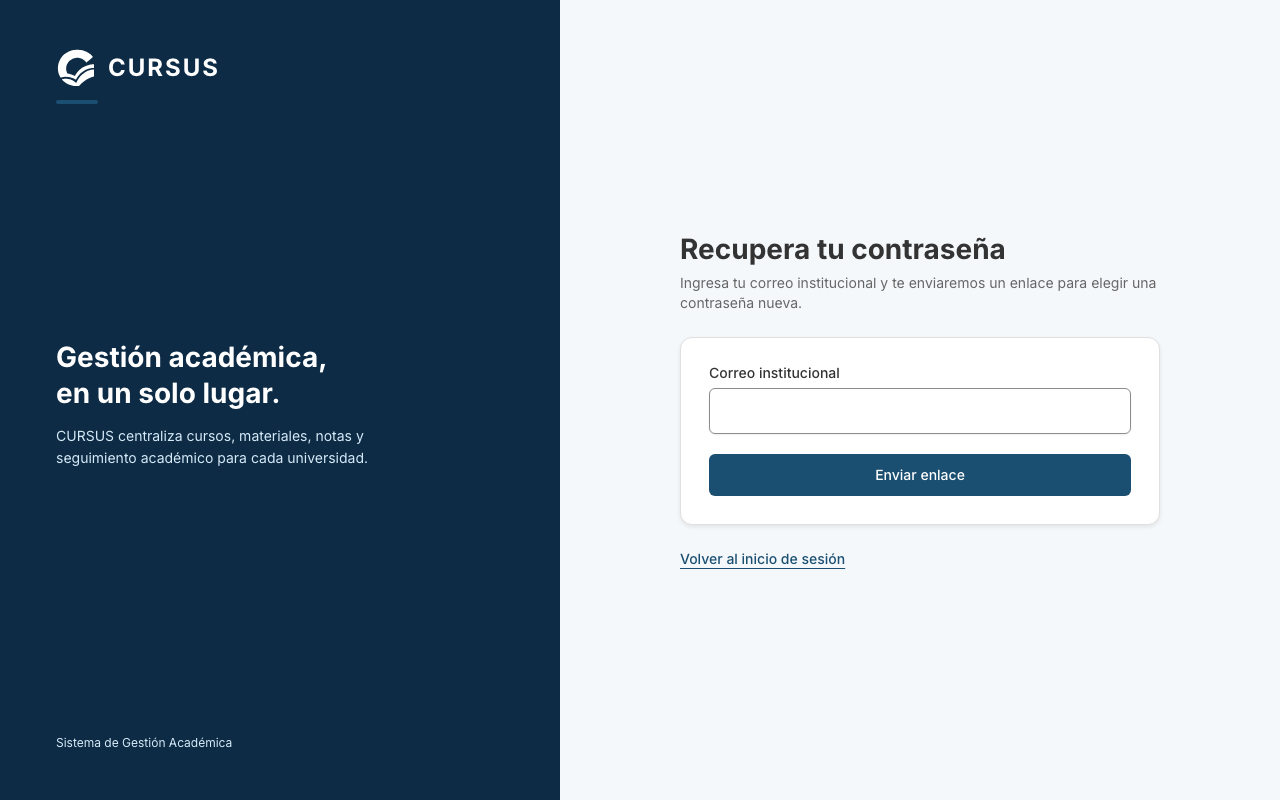 CURSUS
Gestión académica,
en un solo lugar.
CURSUS centraliza cursos, materiales, notas y
seguimiento académico para cada universidad.
Sistema de Gestión Académica
Recupera tu contraseña
Ingresa tu correo institucional y te enviaremos un enlace para elegir una
contraseña nueva.
Correo institucional
Enviar enlace
Volver al inicio de sesión